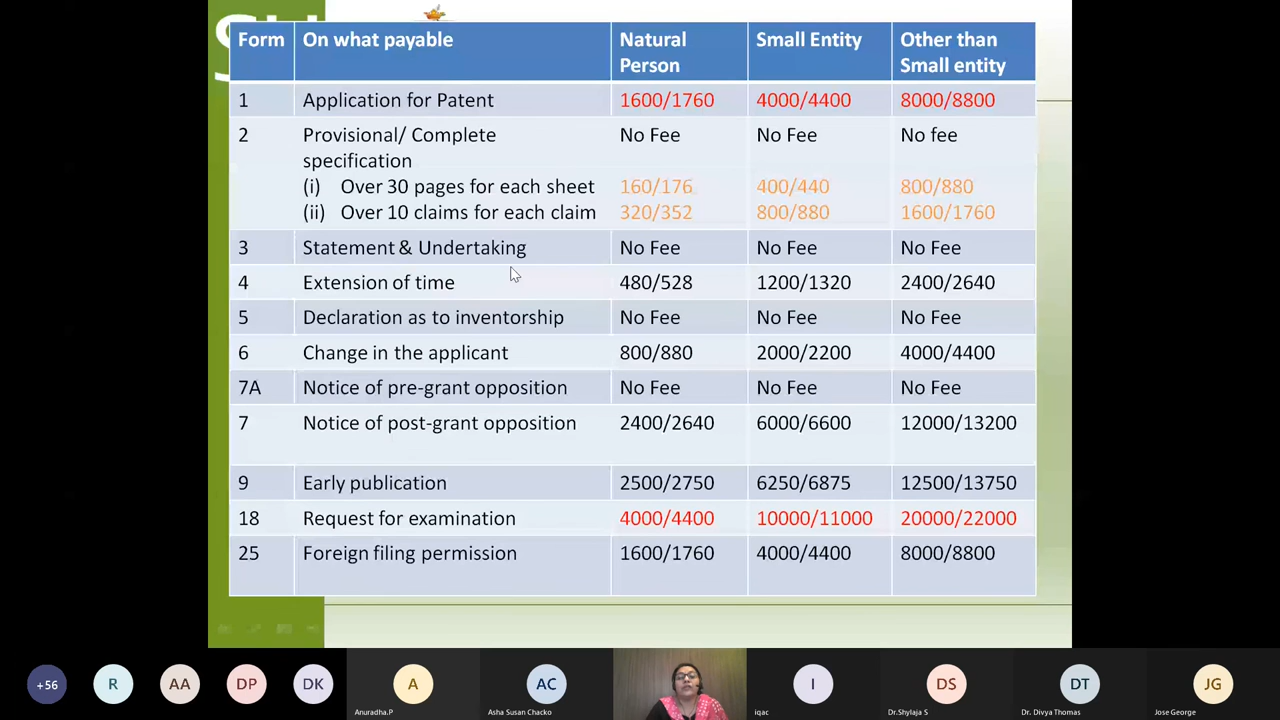 Form On what payable Natural Person Small Entity Other than Small entity
1 Application for Patent 1600/1760 4000/4400 8000/8800
2 Provisional/ Complete specification No Fee No Fee No fee
(i) Over 30 pages for each sheet 160/176 400/440 800/880
(ii) Over 10 claims for each claim 320/352 800/880 1600/1760
3 Statement & Undertaking No Fee No Fee No Fee
4 Extension of time 480/528 1200/1320 2400/2640
5 Declaration as to inventorship No Fee No Fee No Fee
6 Change in the applicant 800/880 2000/2200 4000/4400
7A Notice of pre-grant opposition No Fee No Fee No Fee
7 Notice of post-grant opposition 2400/2640 6000/6600 12000/13200
9 Early publication 2500/2750 6250/6875 12500/13750
18 Request for examination 4000/4400 10000/11000 20000/22000
25 Foreign filing permission 1600/1760 4000/4400 8000/8800
+56 R AA DP DK A AC I DS DT JG
Anuradha.P Asha Susan Chacko iqac Dr.Shylaja S Dr. Divya Thomas Jose George